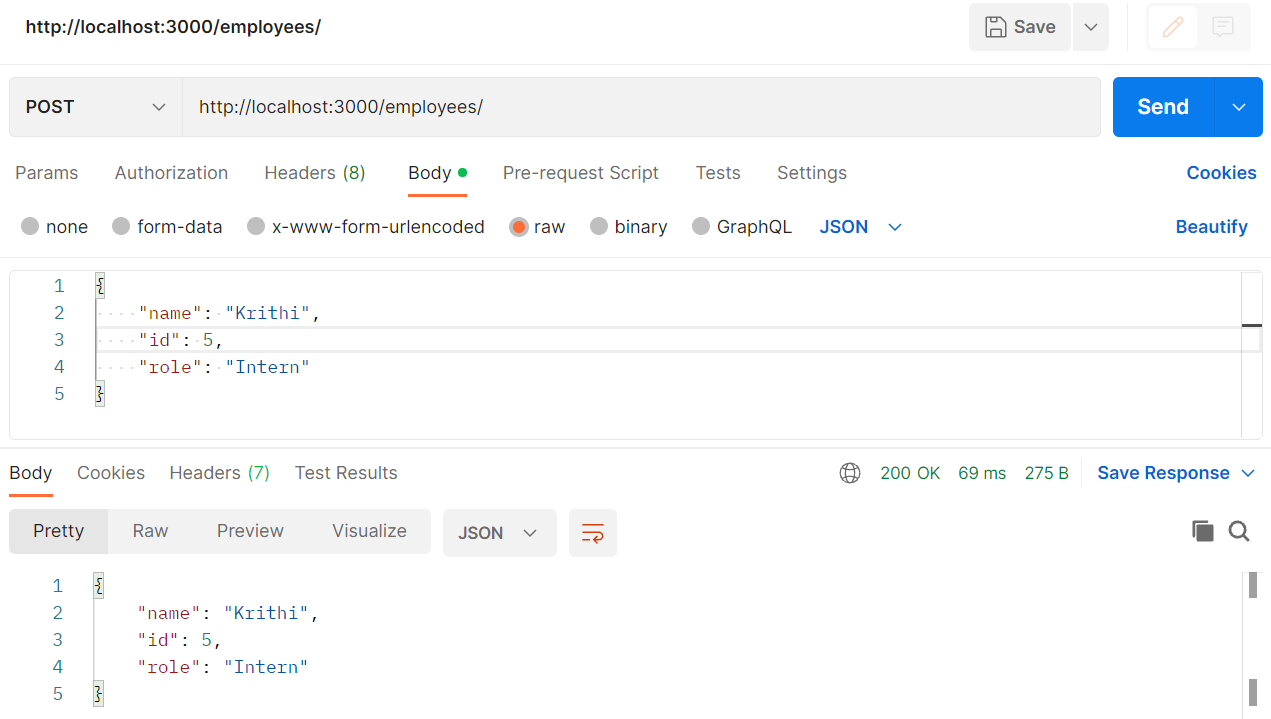 http://localhost:3000/employees/ Save
POST http://localhost:3000/employees/ Send
Params Authorization Headers (8) Body Pre-request Script Tests Settings Cookies
none form-data x-www-form-urlencoded raw binary GraphQL JSON Beautify
1 {
2 "name": "Krithi",
3 "id": 5,
4 "role": "Intern"
5 }
Body Cookies Headers (7) Test Results 200 OK 69 ms 275 B Save Response
Pretty Raw Preview Visualize JSON
1 {
2 "name": "Krithi",
3 "id": 5,
4 "role": "Intern"
5 }